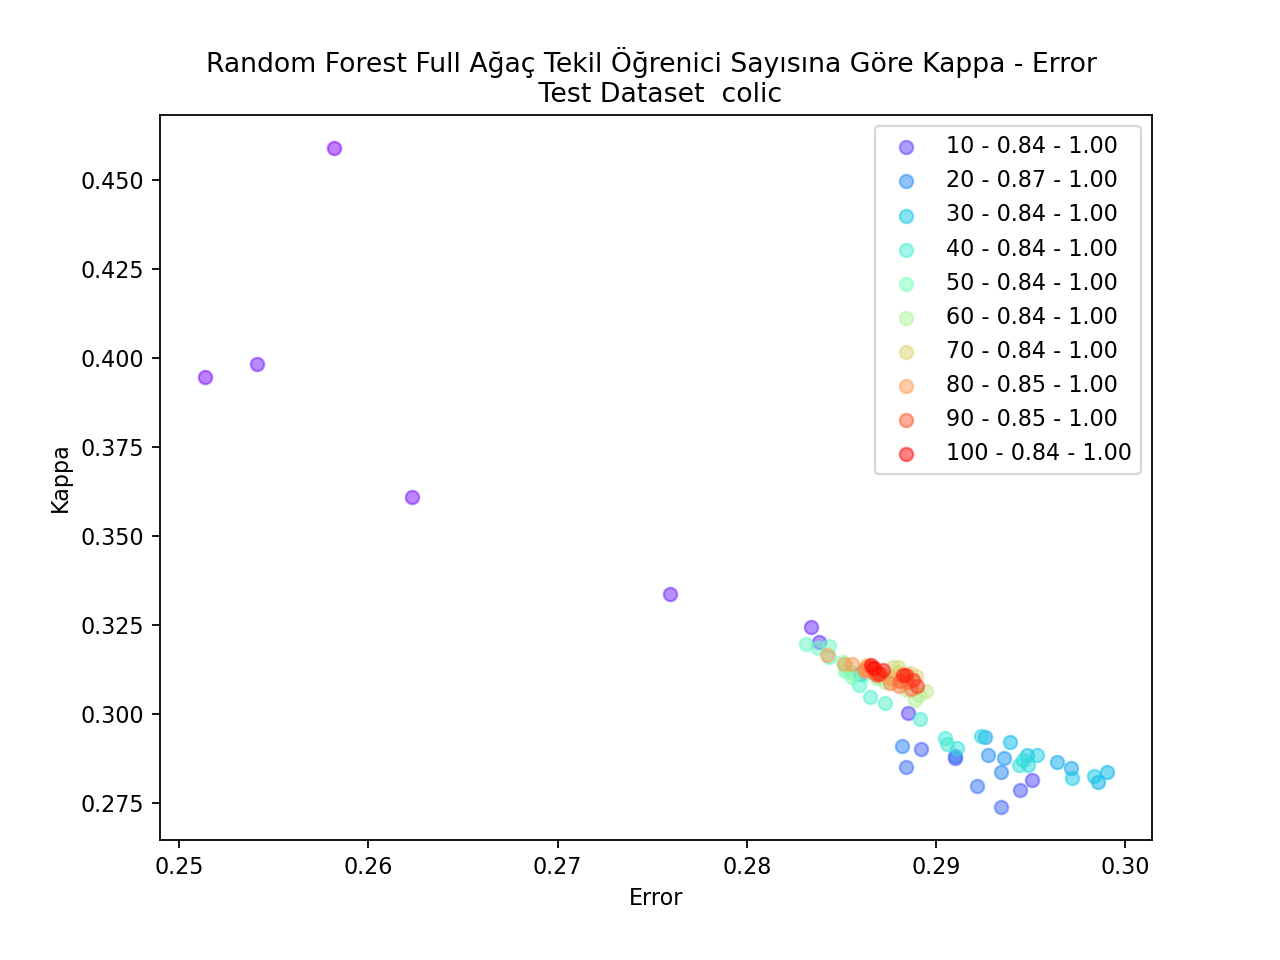 Random Forest Full Ağaç Tekil Öğrenici Sayısına Göre Kappa - Error
Test Dataset  colic
10 - 0.84 - 1.00
20 - 0.87 - 1.00
30 - 0.84 - 1.00
40 - 0.84 - 1.00
50 - 0.84 - 1.00
60 - 0.84 - 1.00
70 - 0.84 - 1.00
80 - 0.85 - 1.00
90 - 0.85 - 1.00
100 - 0.84 - 1.00
Kappa
0.450
0.425
0.400
0.375
0.350
0.325
0.300
0.275
0.25
0.26
0.27
0.28
0.29
0.30
Error